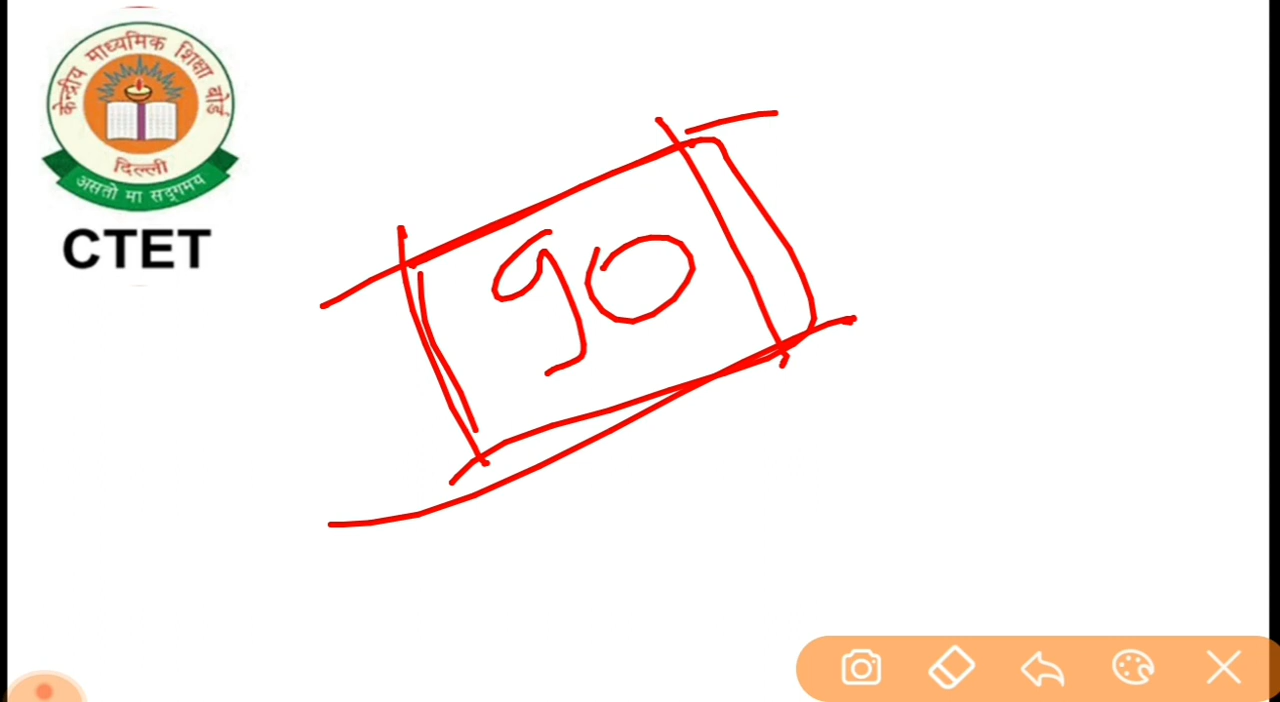 केन्द्रीय माध्यमिक शिक्षा बोर्ड
दिल्ली
असतो मा सद्गमय
CTET
90